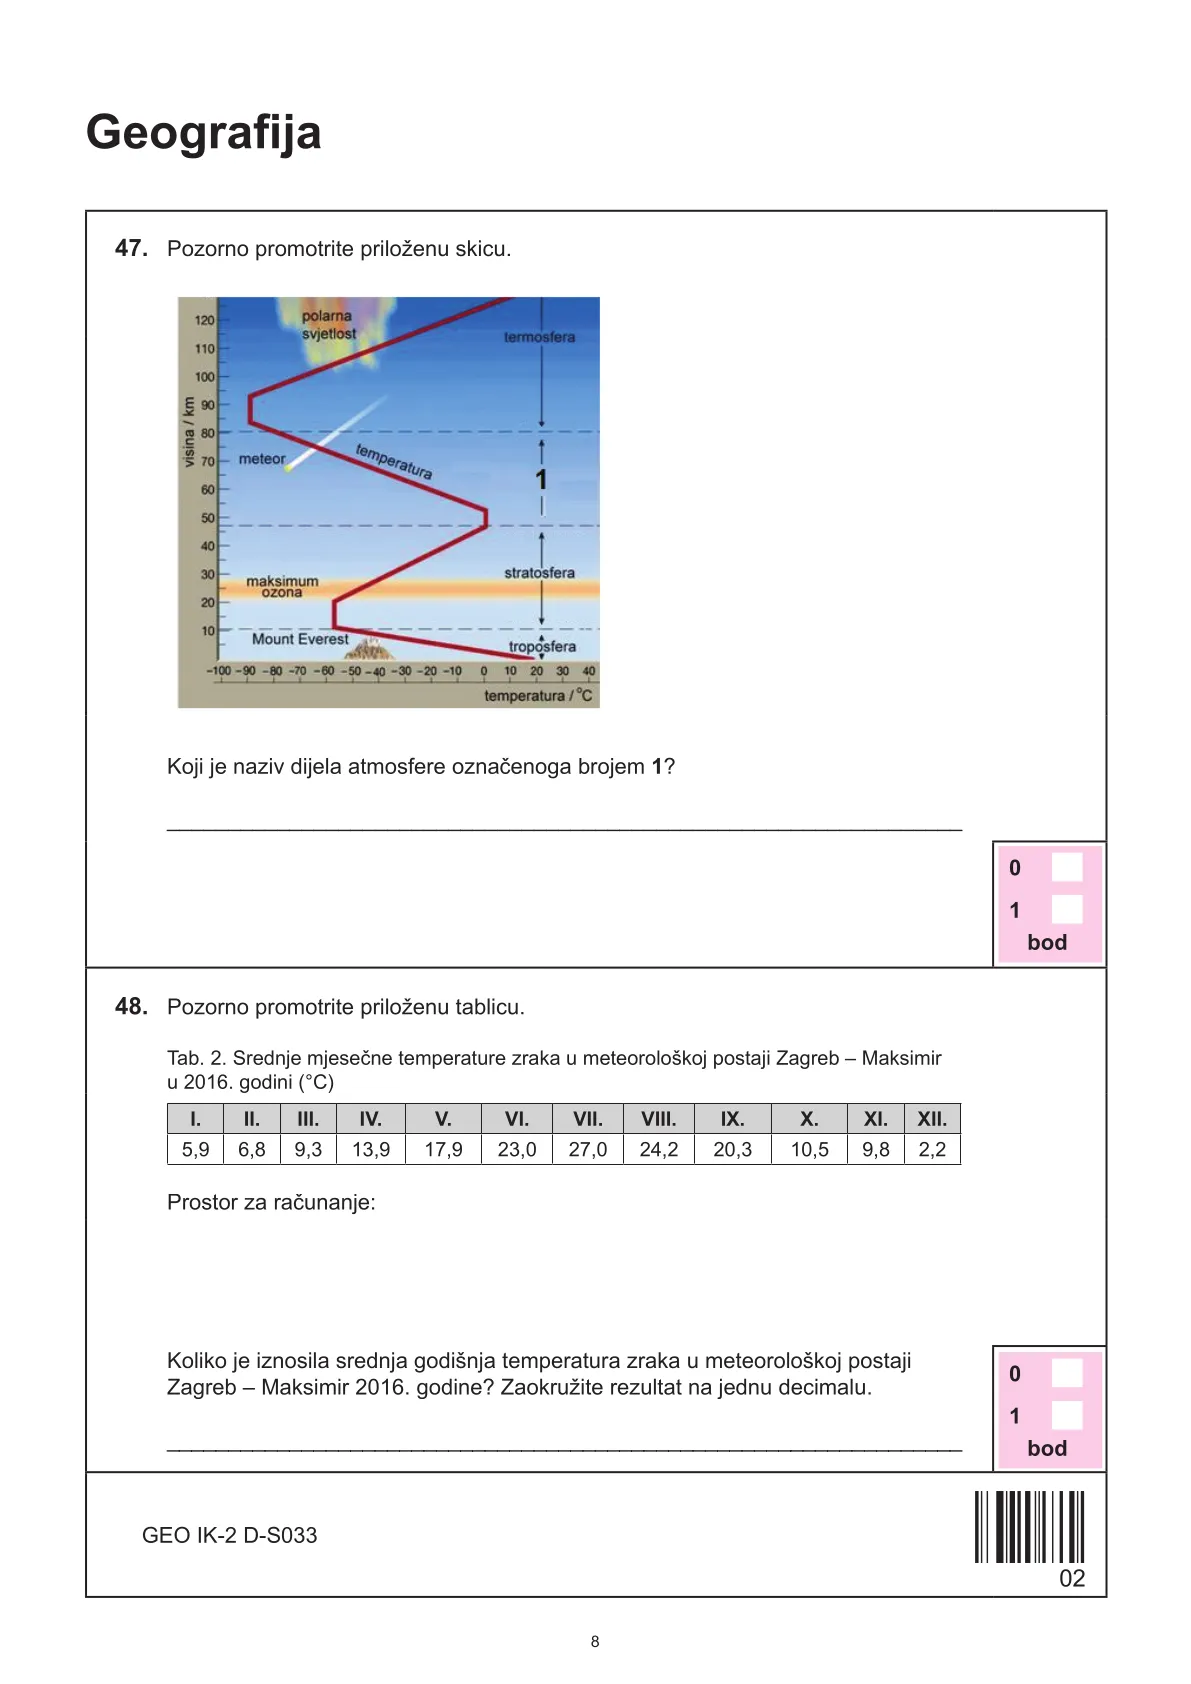 Geografija
47. Pozorno promotrite priloženu skicu.
120
110
100
90
80
70
60
50
40
30
20
10
visina / km
polarna
svjetlost
termosfera
meteor
temperatura
1
stratosfera
maksimum
ozona
Mount Everest
troposfera
–100 –90 –80 –70 –60 –50 –40 –30 –20 –10 0 10 20 30 40
temperatura / °C
Koji je naziv dijela atmosfere označenoga brojem 1?
0
1
bod
48. Pozorno promotrite priloženu tablicu.
Tab. 2. Srednje mjesečne temperature zraka u meteorološkoj postaji Zagreb – Maksimir
u 2016. godini (°C)
I. II. III. IV. V. VI. VII. VIII. IX. X. XI. XII.
5,9 6,8 9,3 13,9 17,9 23,0 27,0 24,2 20,3 10,5 9,8 2,2
Prostor za računanje:
Koliko je iznosila srednja godišnja temperatura zraka u meteorološkoj postaji
Zagreb – Maksimir 2016. godine? Zaokružite rezultat na jednu decimalu.
0
1
bod
GEO IK-2 D-S033
02
8